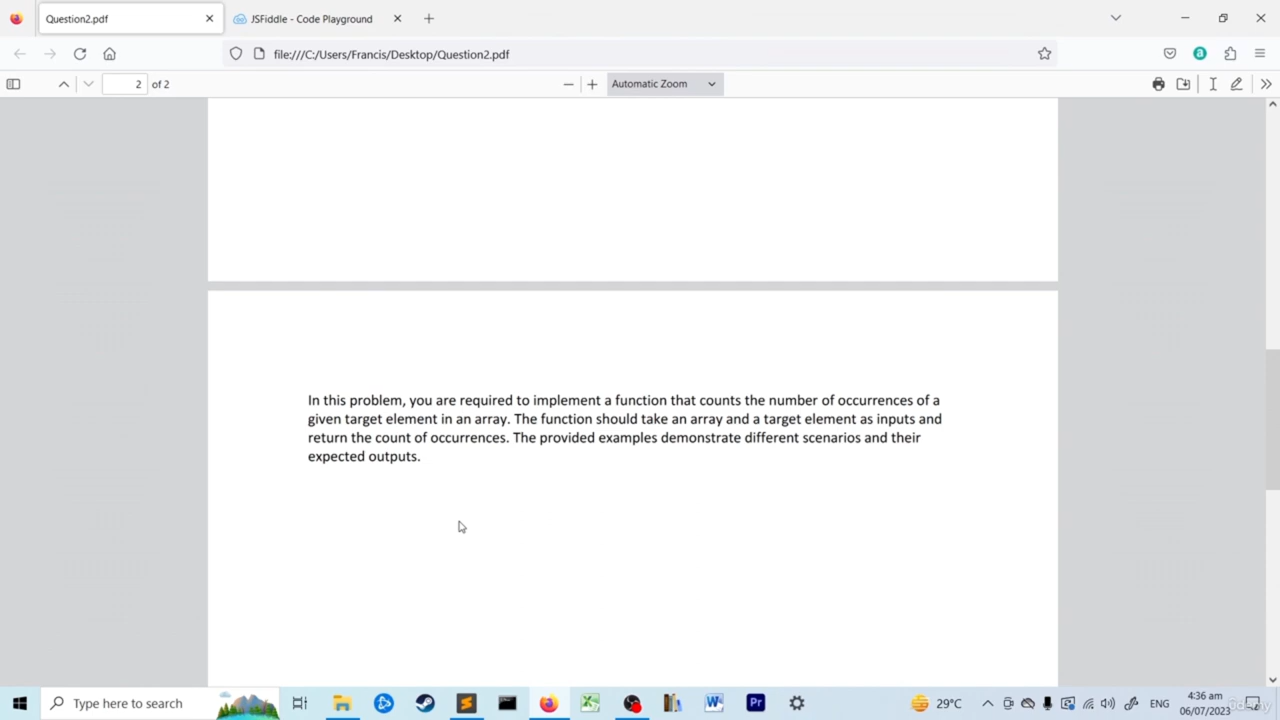 Question2.pdf
JSFiddle - Code Playground
file:///C:/Users/Francis/Desktop/Question2.pdf
2 of 2
Automatic Zoom
In this problem, you are required to implement a function that counts the number of occurrences of a
given target element in an array. The function should take an array and a target element as inputs and
return the count of occurrences. The provided examples demonstrate different scenarios and their
expected outputs.
Type here to search
29°C
ENG
4:36 am
06/07/2023
Udemy